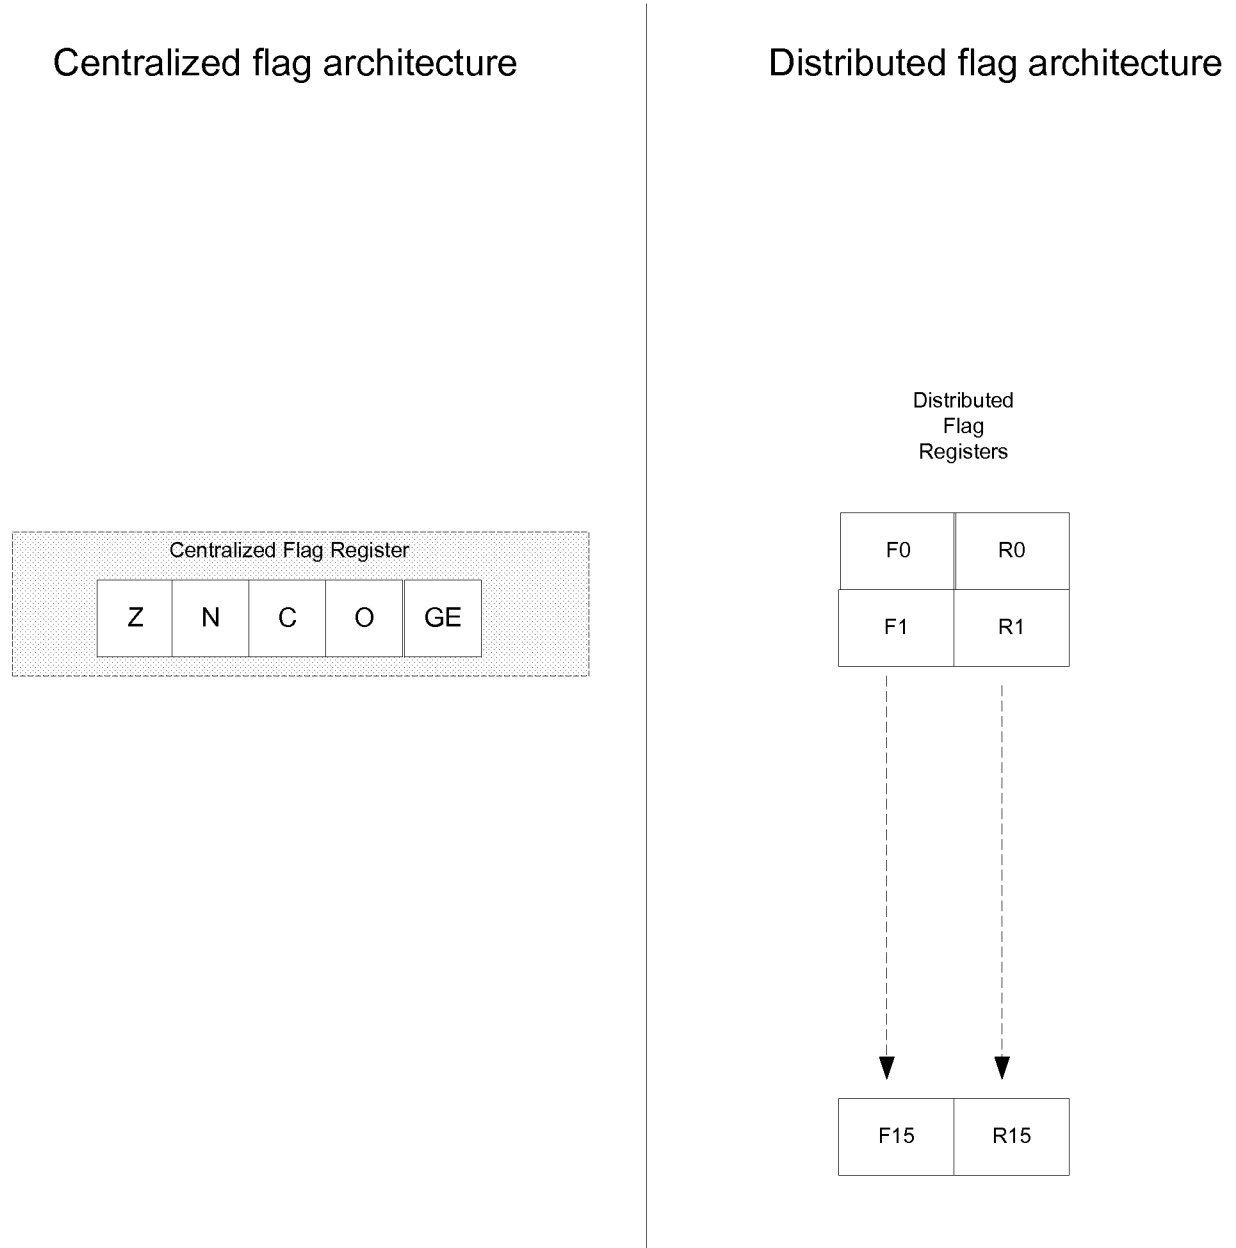 Centralized flag architecture
Distributed flag architecture
Distributed
Flag
Registers
Centralized Flag Register
Z N C O GE
F0 R0
F1 R1
F15 R15